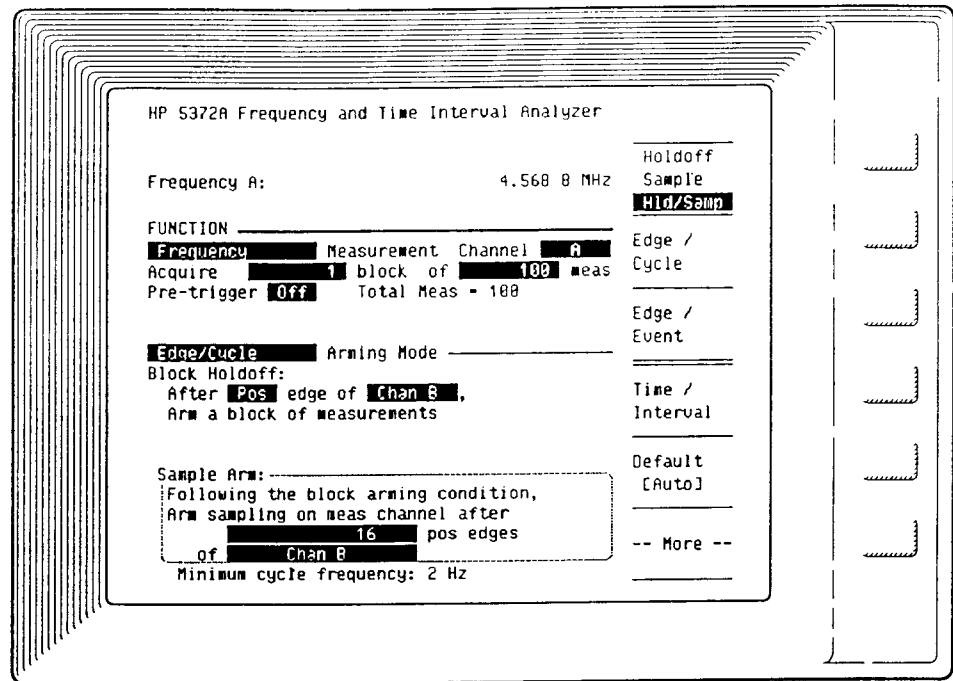 HP 5372A Frequency and Time Interval Analyzer
Frequency A: 4.568 8 MHz
FUNCTION
Frequency Measurement Channel A
Acquire 1 block of 100 meas
Pre-trigger Off Total Meas = 100
Edge/Cycle Arming Mode
Block Holdoff:
After Pos edge of Chan B,
Arm a block of measurements
Sample Arm:
Following the block arming condition,
Arm sampling on meas channel after
16 pos edges
of Chan B
Minimum cycle frequency: 2 Hz
Holdoff
Sample
Hld/Samp
Edge /
Cycle
Edge /
Event
Time /
Interval
Default
[Auto]
-- More --